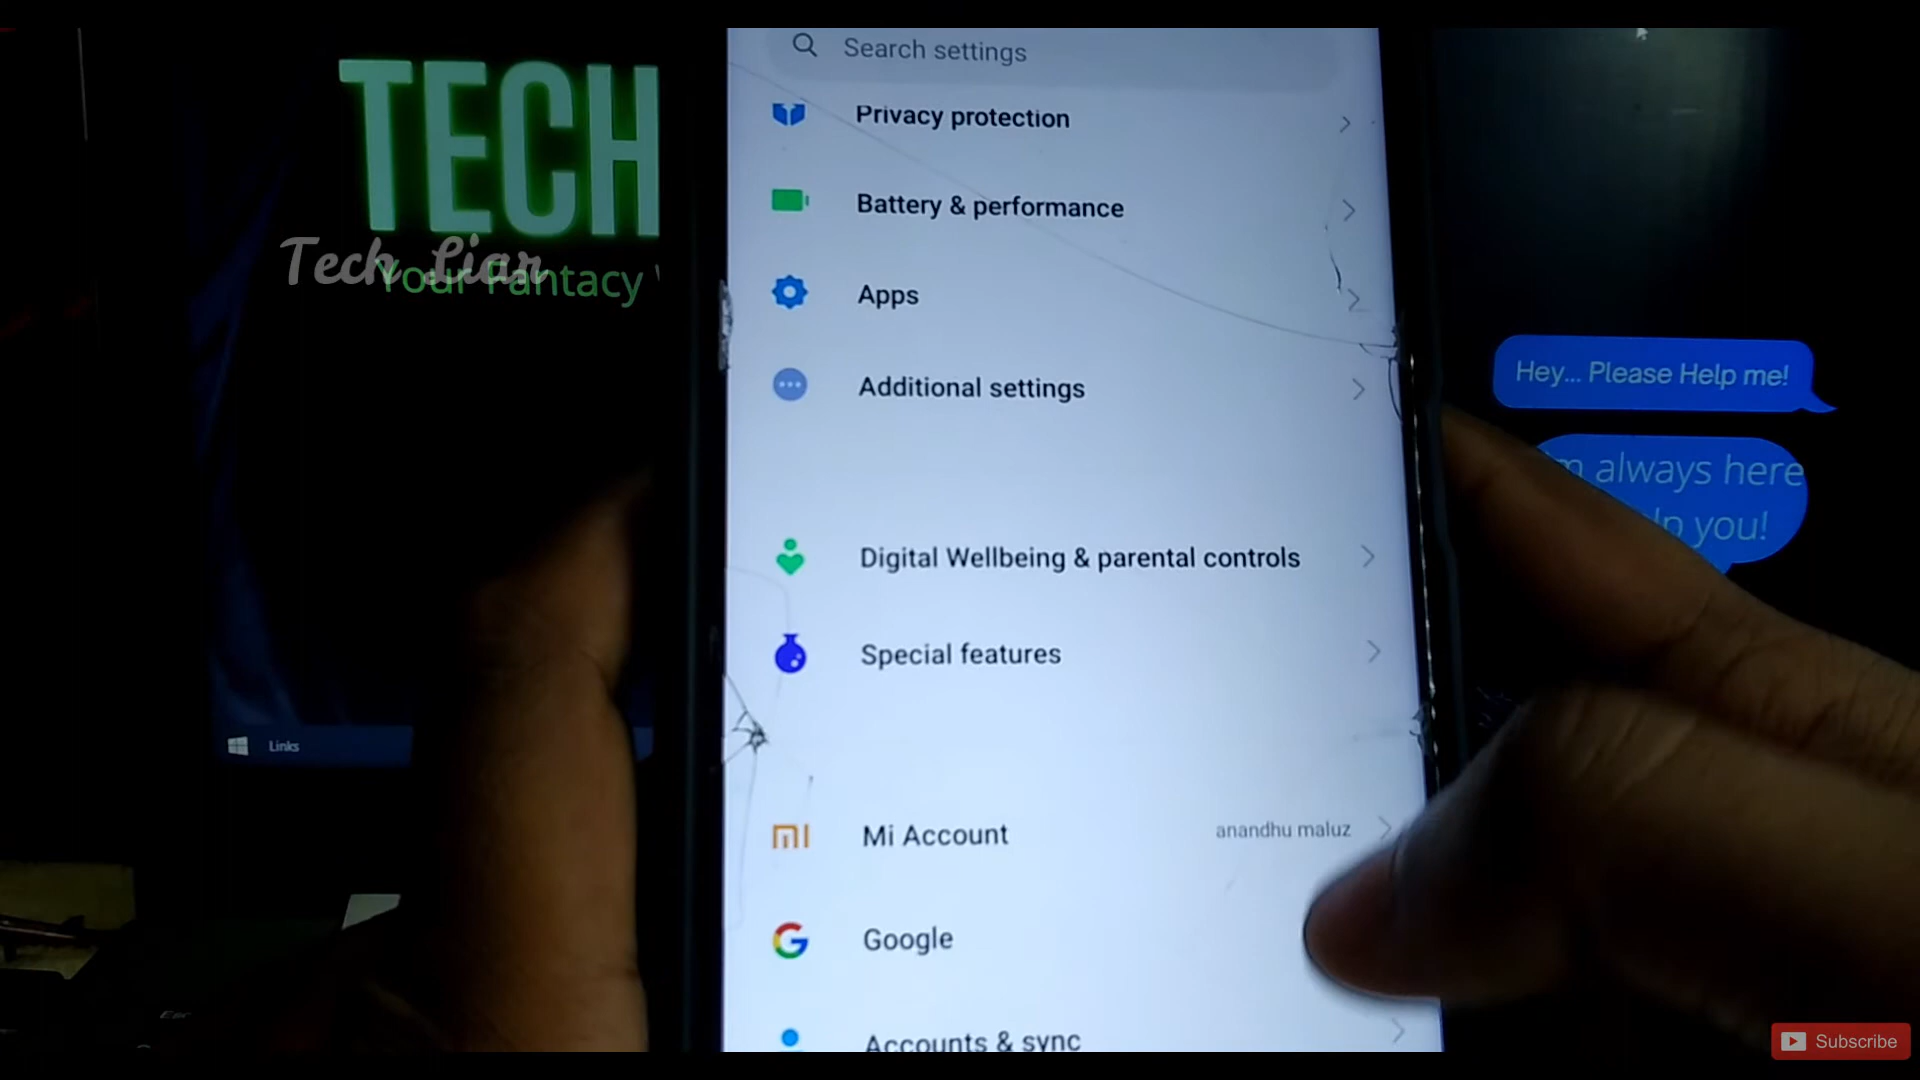 TECH
Tech Liar
Your Fantacy
Search settings
Privacy protection
Battery & performance
Apps
Additional settings
Digital Wellbeing & parental controls
Special features
Mi Account
anandhu maluz
Google
Accounts & sync
Hey... Please Help me!
always here
you!
Links
Esc
Subscribe